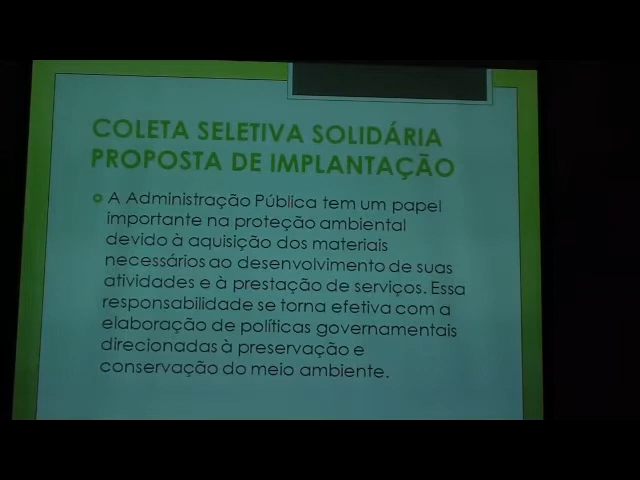 COLETA SELETIVA SOLIDÁRIA
PROPOSTA DE IMPLANTAÇÃO
A Administração Pública tem um papel
importante na proteção ambiental
devido à aquisição dos materiais
necessários ao desenvolvimento de suas
atividades e à prestação de serviços. Essa
responsabilidade se torna efetiva com a
elaboração de políticas governamentais
direcionadas à preservação e
conservação do meio ambiente.